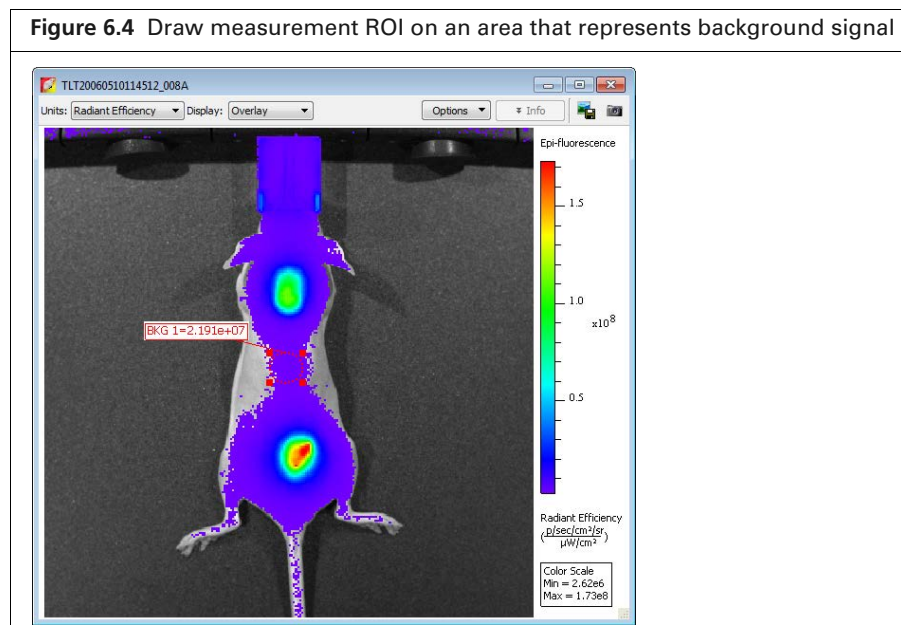 Figure 6.4 Draw measurement ROI on an area that represents background signal
TLT20060510114512_008A
Units: Radiant Efficiency Display: Overlay Options Info
Epi-fluorescence
1.5
1.0
x10⁸
0.5
BKG 1=2.191e+07
Radiant Efficiency
(p/sec/cm²/sr
µW/cm²)
Color Scale
Min = 2.62e6
Max = 1.73e8